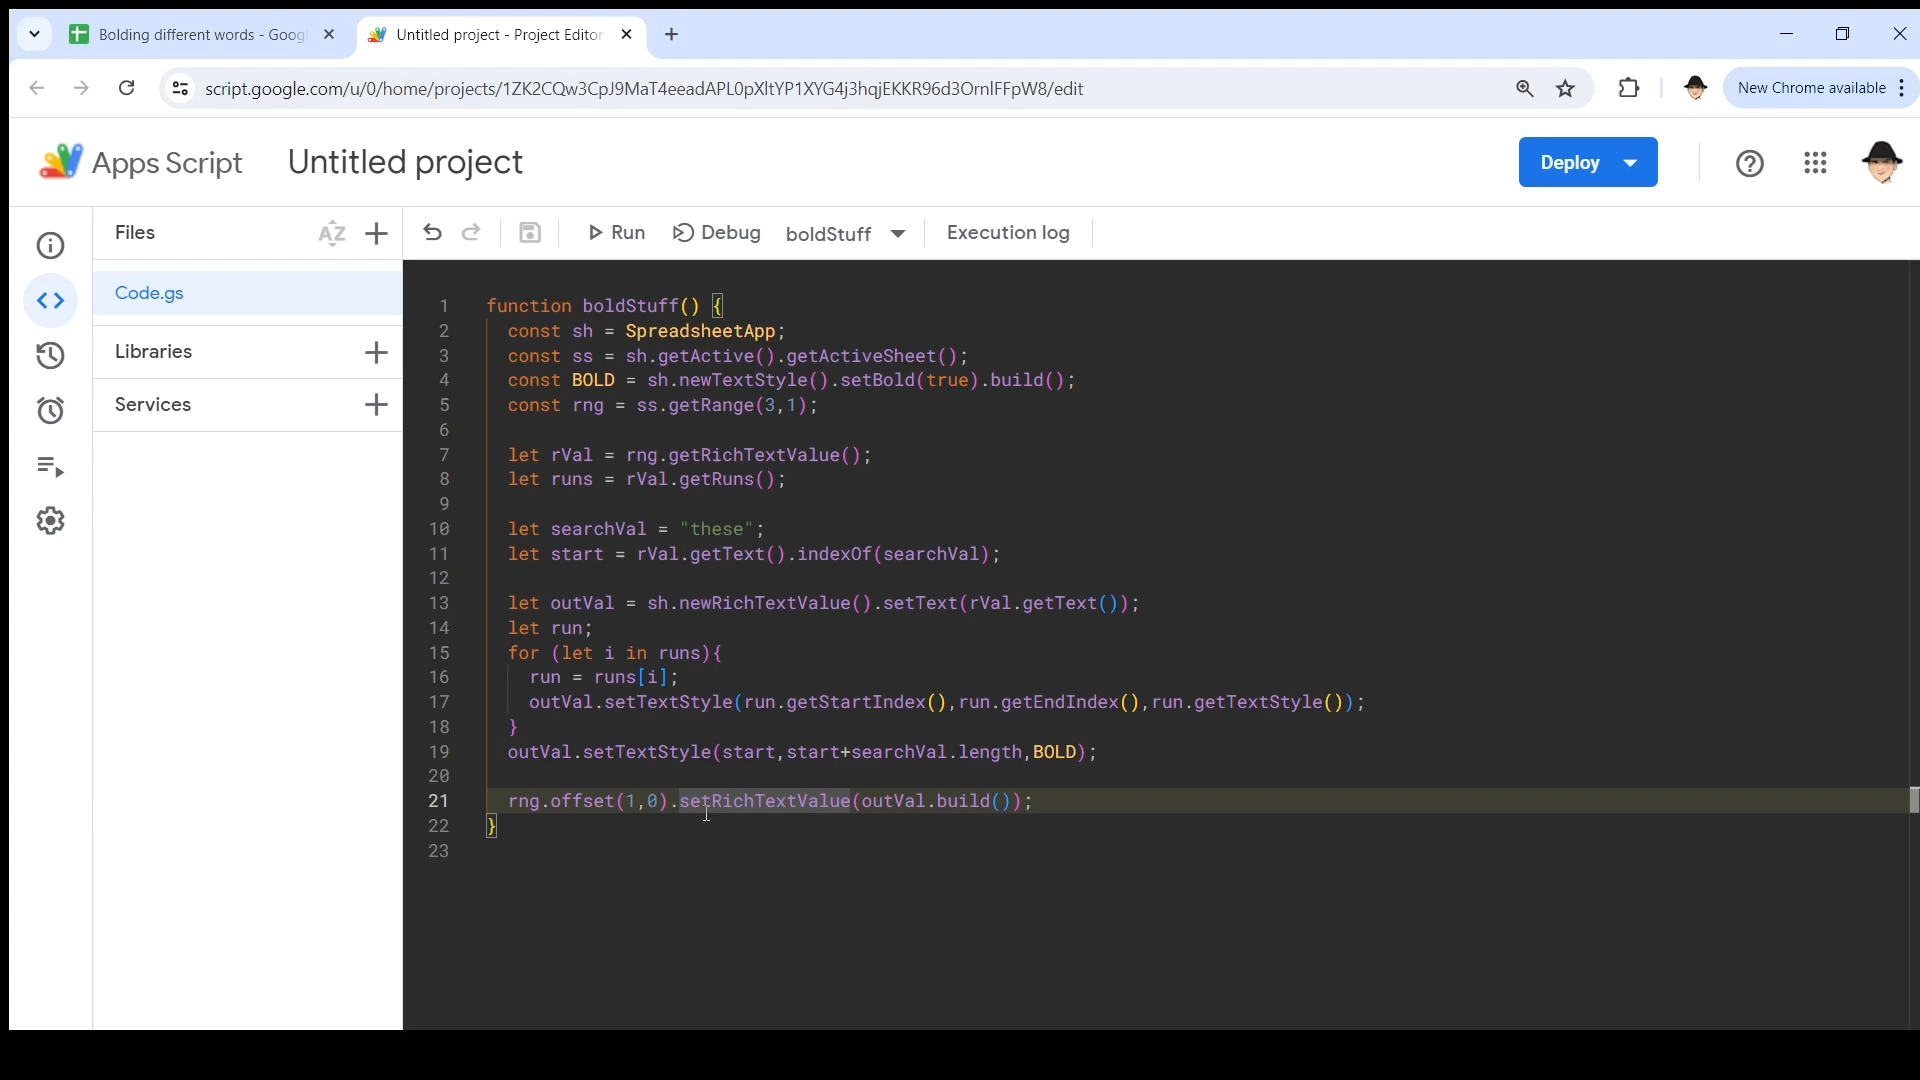 Bolding different words - Goog
Untitled project - Project Editor
script.google.com/u/0/home/projects/1ZK2CQw3CpJ9MaT4eeadAPL0pXltYP1XYG4j3hqjEKKR96d3OrnlFFpW8/edit
New Chrome available
Apps Script
Untitled project
Deploy
Files
AZ
Run
Debug
boldStuff
Execution log
Code.gs
Libraries
Services
1 function boldStuff() {
2 const sh = SpreadsheetApp;
3 const ss = sh.getActive().getActiveSheet();
4 const BOLD = sh.newTextStyle().setBold(true).build();
5 const rng = ss.getRange(3,1);
6
7 let rVal = rng.getRichTextValue();
8 let runs = rVal.getRuns();
9
10 let searchVal = "these";
11 let start = rVal.getText().indexOf(searchVal);
12
13 let outVal = sh.newRichTextValue().setText(rVal.getText());
14 let run;
15 for (let i in runs){
16 run = runs[i];
17 outVal.setTextStyle(run.getStartIndex(),run.getEndIndex(),run.getTextStyle());
18 }
19 outVal.setTextStyle(start,start+searchVal.length,BOLD);
20
21 rng.offset(1,0).setRichTextValue(outVal.build());
22 }
23